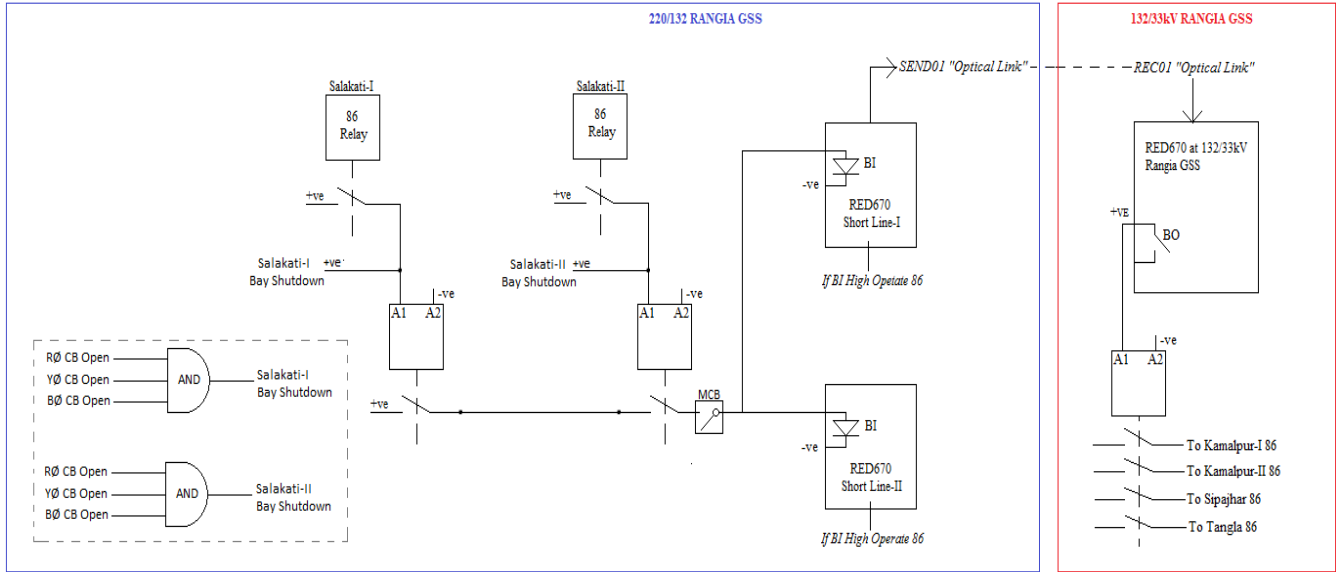 220/132 RANGIA GSS
132/33kV RANGIA GSS
SEND01 "Optical Link"
REC01 "Optical Link"
Salakati-I
86
Relay
+ve
Salakati-I
Bay Shutdown
+ve
-ve
A1 A2
Salakati-II
86
Relay
+ve
Salakati-II
Bay Shutdown
+ve
-ve
A1 A2
+ve
MCB
BI
-ve
RED670
Short Line-I
If BI High Opetate 86
BI
-ve
RED670
Short Line-II
If BI High Operate 86
RED670 at 132/33kV
Rangia GSS
+VE
BO
-ve
A1 A2
To Kamalpur-I 86
To Kamalpur-II 86
To Sipajhar 86
To Tangla 86
RØ CB Open
YØ CB Open
BØ CB Open
AND
Salakati-I
Bay Shutdown
RØ CB Open
YØ CB Open
BØ CB Open
AND
Salakati-II
Bay Shutdown